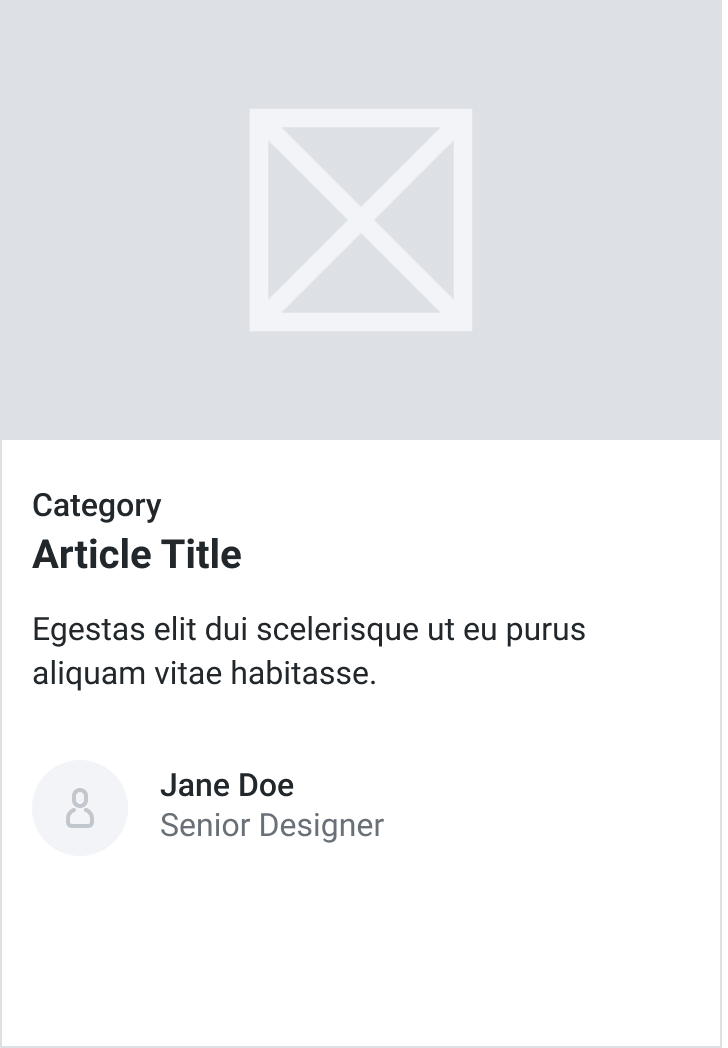 Category
Article Title
Egestas elit dui scelerisque ut eu purus
aliquam vitae habitasse.
Jane Doe
Senior Designer